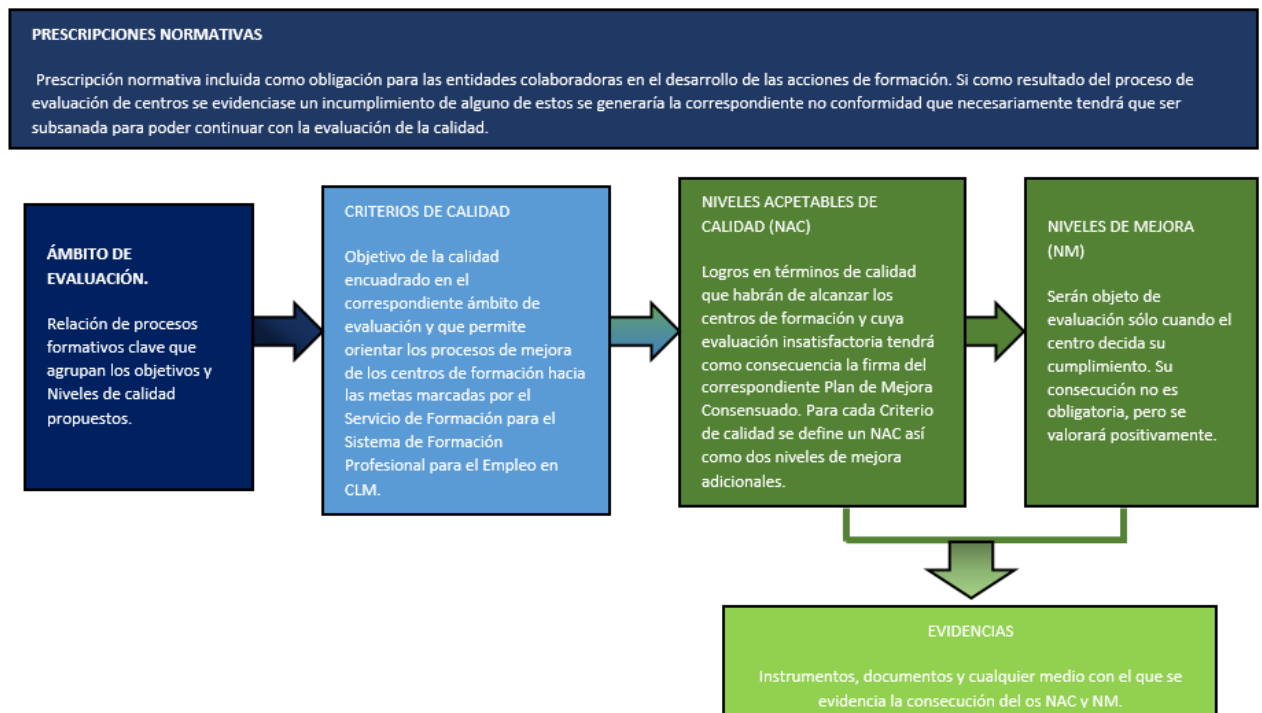 PRESCRIPCIONES NORMATIVAS
Prescripción normativa incluida como obligación para las entidades colaboradoras en el desarrollo de las acciones de formación. Si como resultado del proceso de
evaluación de centros se evidenciase un incumplimiento de alguno de estos se generaría la correspondiente no conformidad que necesariamente tendrá que ser
subsanada para poder continuar con la evaluación de la calidad.
ÁMBITO DE
EVALUACIÓN.
Relación de procesos
formativos clave que
agrupan los objetivos y
Niveles de calidad
propuestos.
CRITERIOS DE CALIDAD
Objetivo de la calidad
encuadrado en el
correspondiente ámbito de
evaluación y que permite
orientar los procesos de mejora
de los centros de formación hacia
las metas marcadas por el
Servicio de Formación para el
Sistema de Formación
Profesional para el Empleo en
CLM.
NIVELES ACPETABLES DE
CALIDAD (NAC)
Logros en términos de calidad
que habrán de alcanzar los
centros de formación y cuya
evaluación insatisfactoria tendrá
como consecuencia la firma del
correspondiente Plan de Mejora
Consensuado. Para cada Criterio
de calidad se define un NAC así
como dos niveles de mejora
adicionales.
NIVELES DE MEJORA
(NM)
Serán objeto de
evaluación sólo cuando el
centro decida su
cumplimiento. Su
consecución no es
obligatoria, pero se
valorará positivamente.
EVIDENCIAS
Instrumentos, documentos y cualquier medio con el que se
evidencia la consecución del os NAC y NM.